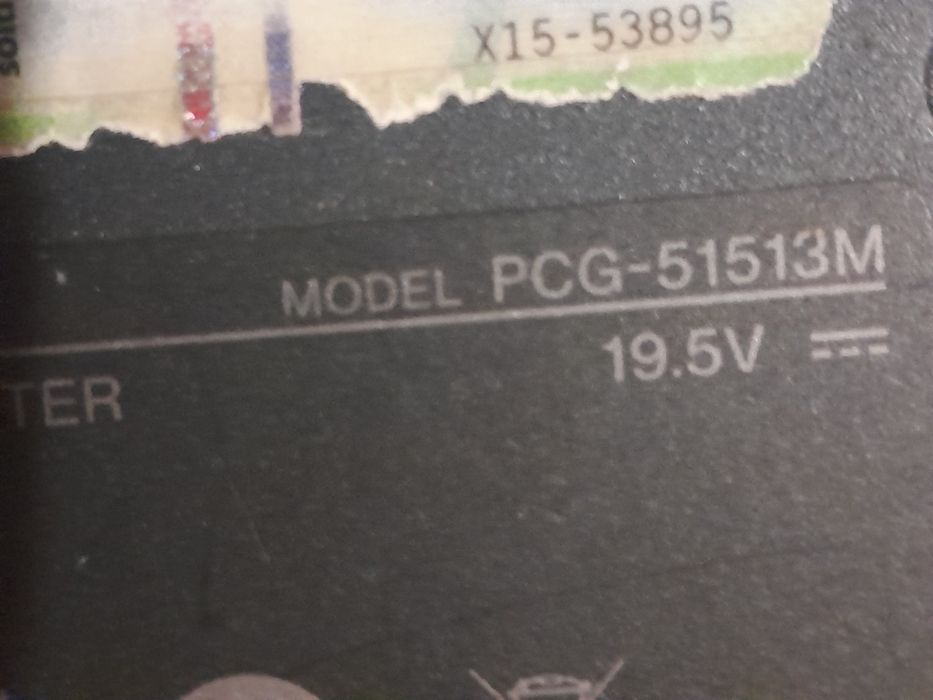 X15-53895
MODEL PCG-51513M
19.5V
TER